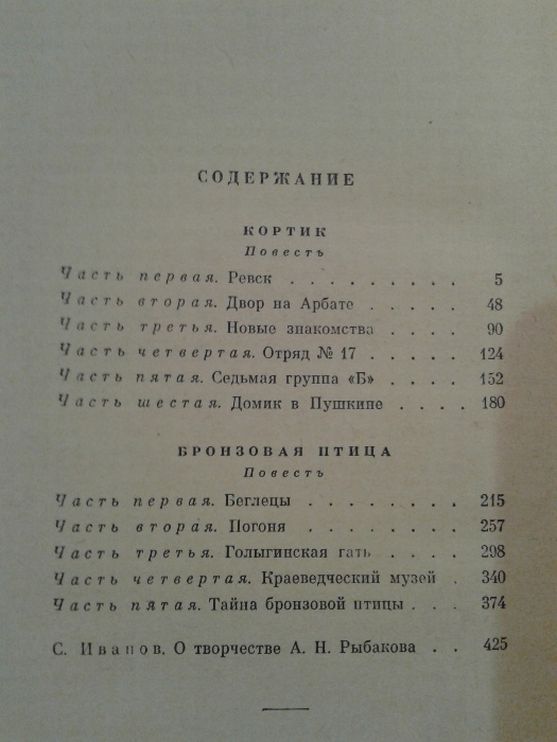 СОДЕРЖАНИЕ
КОРТИК
Повесть
Часть первая. Ревск . . . . . . . . . 5
Часть вторая. Двор на Арбате . . . . . 48
Часть третья. Новые знакомства . . . . 90
Часть четвертая. Отряд № 17 . . . . . 124
Часть пятая. Седьмая группа «Б» . . . . 152
Часть шестая. Домик в Пушкине . . . . 180
БРОНЗОВАЯ ПТИЦА
Повесть
Часть первая. Беглецы . . . . . . . . 215
Часть вторая. Погоня . . . . . . . . 257
Часть третья. Голыгинская гать . . . . 298
Часть четвертая. Краеведческий музей . 340
Часть пятая. Тайна бронзовой птицы . . . 374
С. Иванов. О творчестве А. Н. Рыбакова . . 425